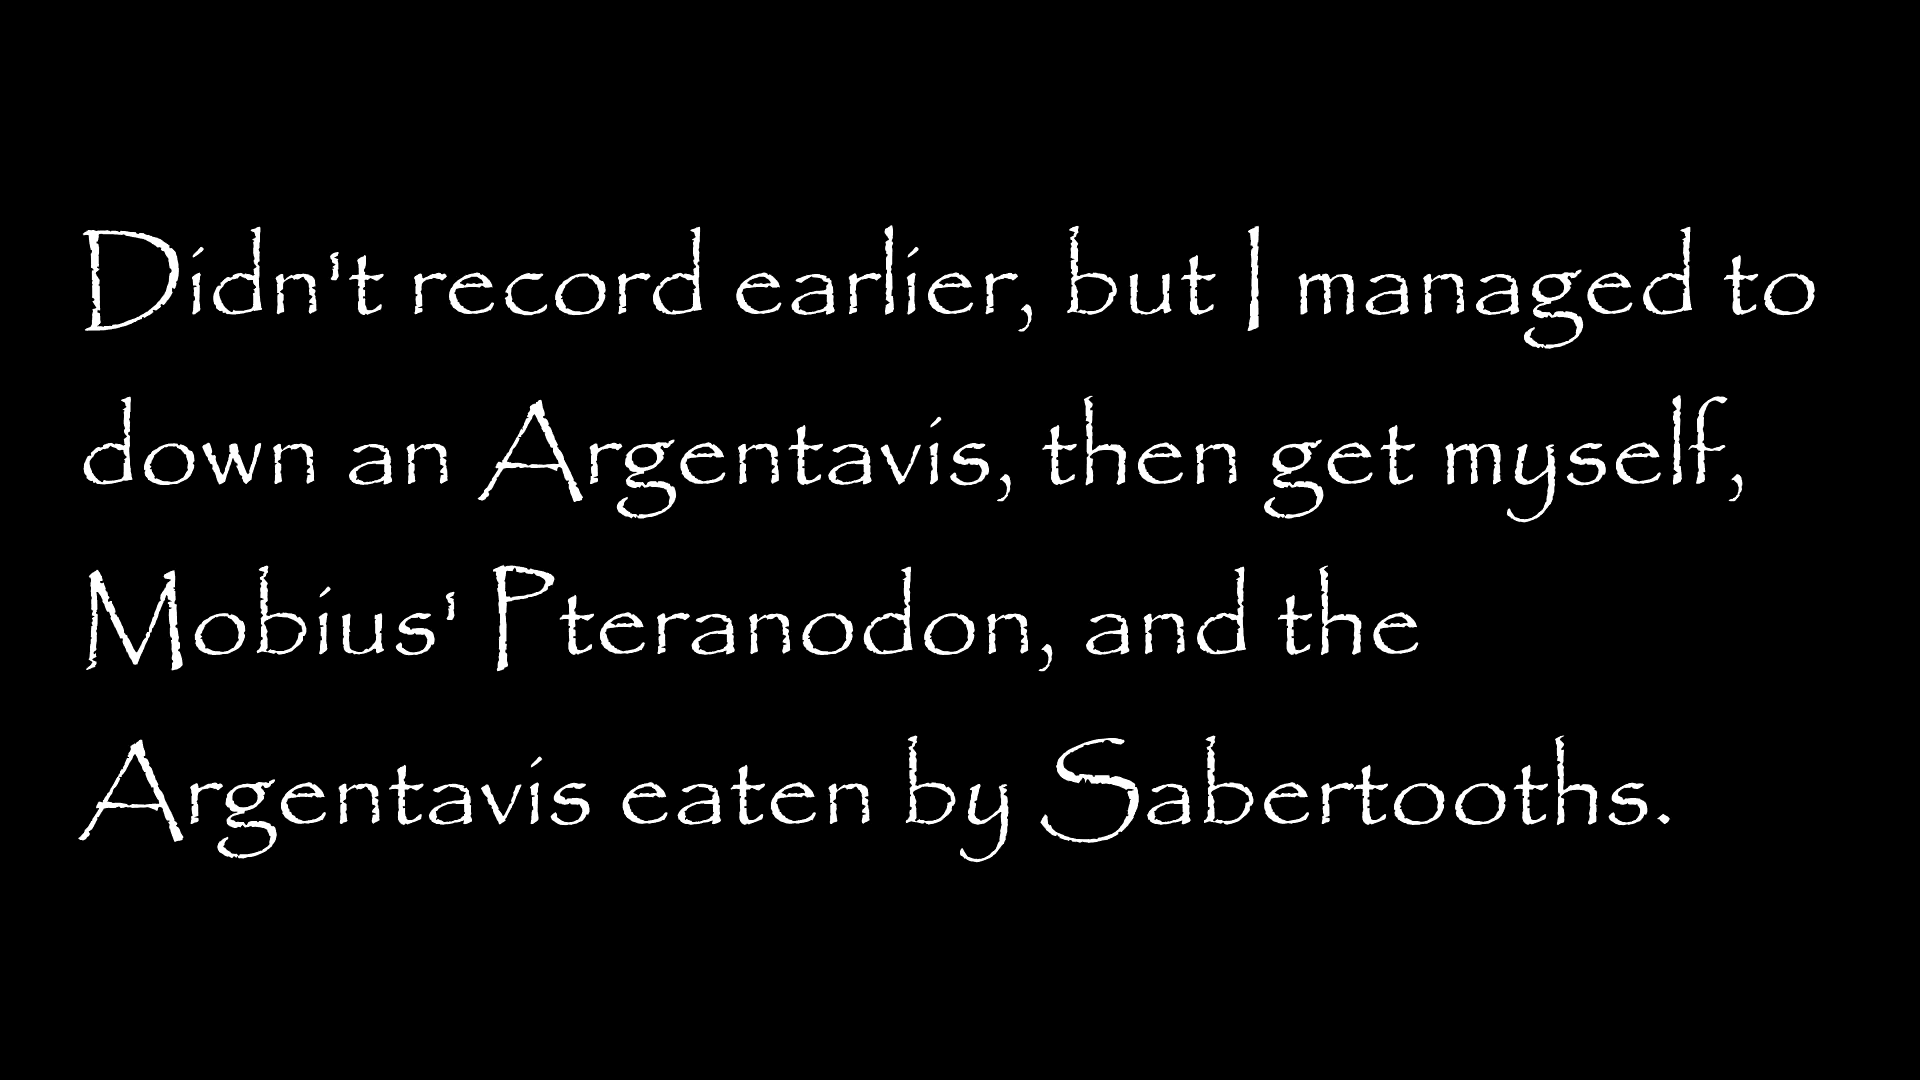 Didn't record earlier, but I managed to
down an Argentavis, then get myself,
Mobius' Pteranodon, and the
Argentavis eaten by Sabertooths.